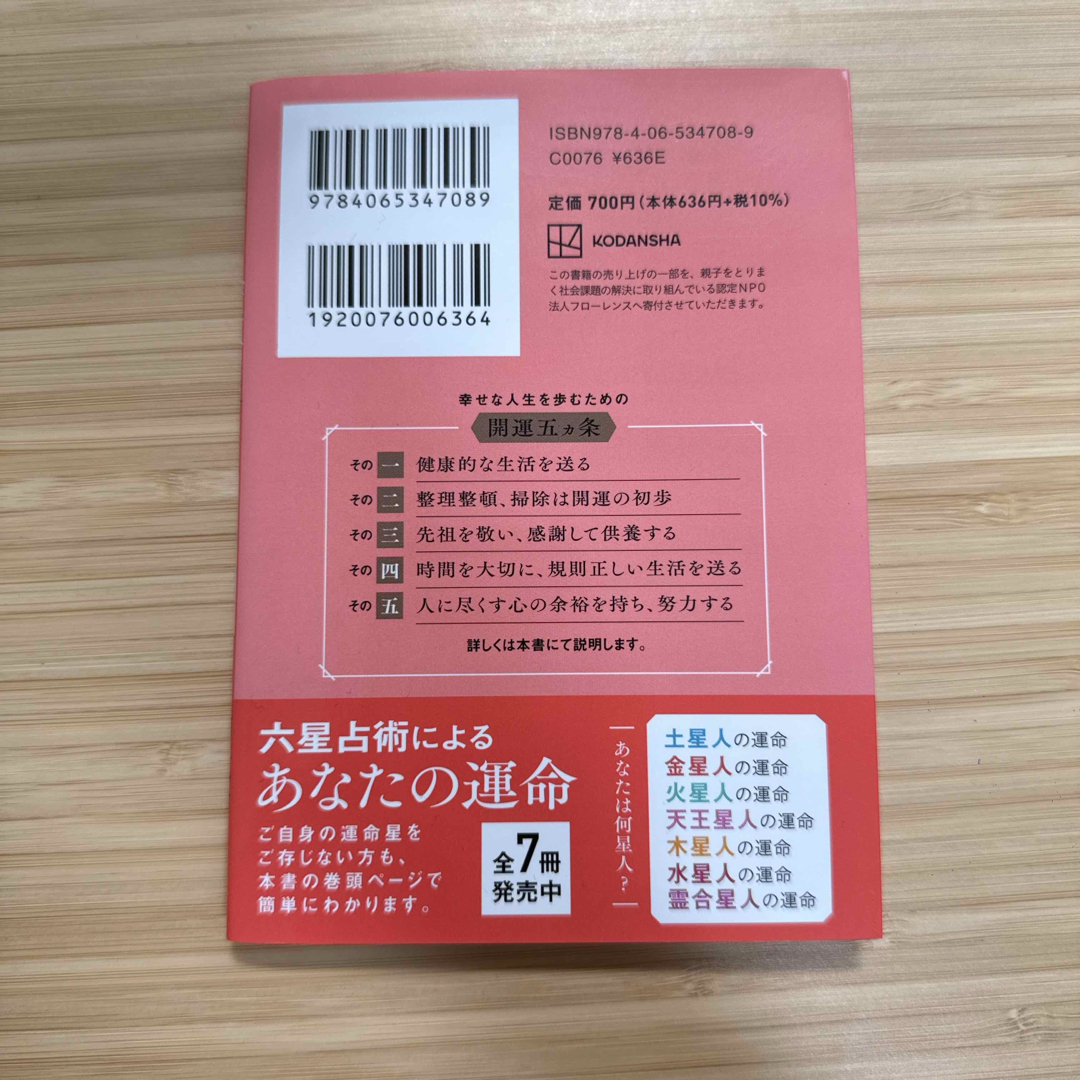 9784065347089
1920076006364
ISBN978-4-06-534708-9
C0076 ¥636E
定価 700円(本体636円+税10%)
KODANSHA
この書籍の売り上げの一部を、親子をとりま
く社会課題の解決に取り組んでいる認定NPO
法人フローレンスへ寄付させていただきます。
幸せな人生を歩むための
開運五ヵ条
その一 健康的な生活を送る
その二 整理整頓、掃除は開運の初歩
その三 先祖を敬い、感謝して供養する
その四 時間を大切に、規則正しい生活を送る
その五 人に尽くす心の余裕を持ち、努力する
詳しくは本書にて説明します。
六星占術による
あなたの運命
ご自身の運命星を
ご存じない方も、
本書の巻頭ページで
簡単にわかります。
全7冊
発売中
あなたは何星人?
土星人の運命
金星人の運命
火星人の運命
天王星人の運命
木星人の運命
水星人の運命
霊合星人の運命